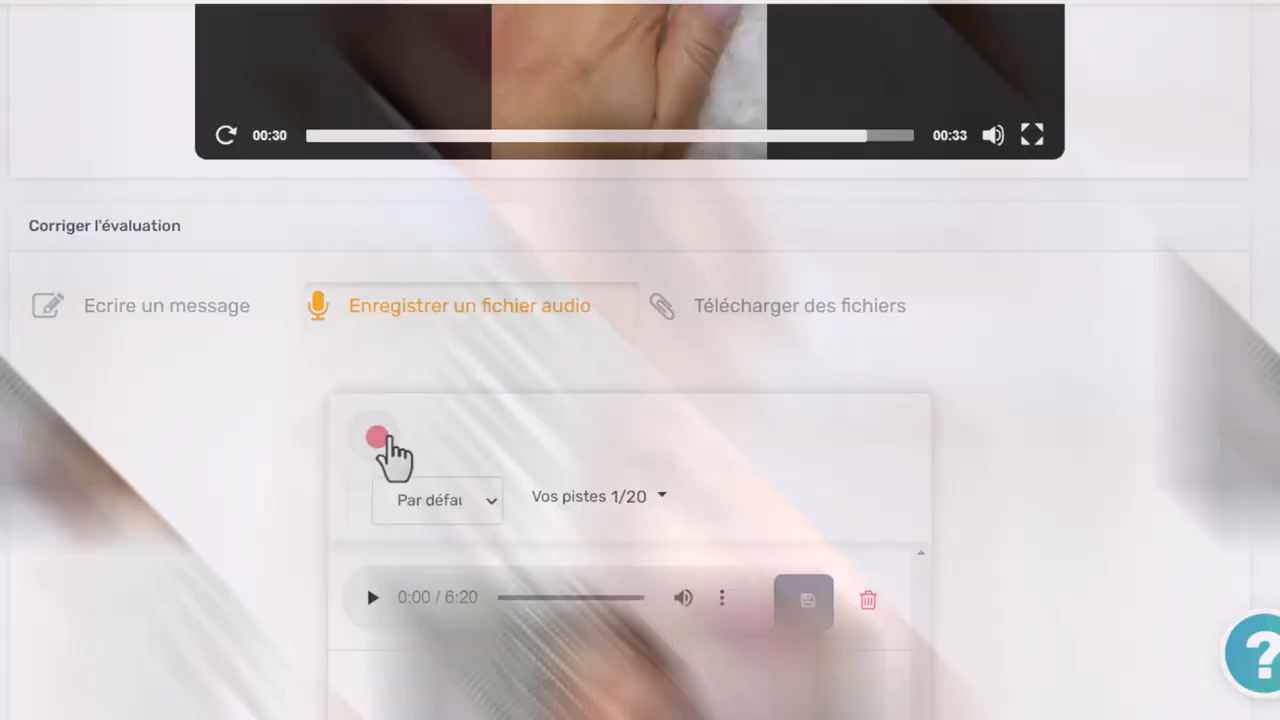 00:30
00:33
Corriger l'évaluation
Ecrire un message
Enregistrer un fichier audio
Télécharger des fichiers
Par défau
Vos pistes 1/20
0:00 / 6:20
?